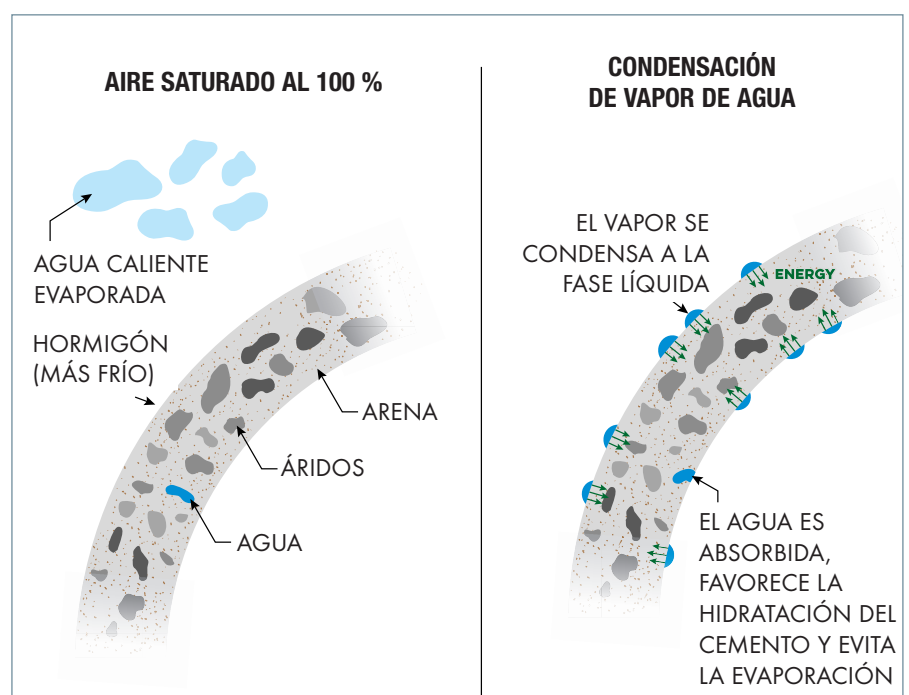 AIRE SATURADO AL 100 %
AGUA CALIENTE
EVAPORADA
HORMIGÓN
(MÁS FRÍO)
ARENA
ÁRIDOS
AGUA
CONDENSACIÓN
DE VAPOR DE AGUA
EL VAPOR SE
CONDENSA A LA
FASE LÍQUIDA
ENERGY
EL AGUA ES
ABSORBIDA,
FAVORECE LA
HIDRATACIÓN DEL
CEMENTO Y EVITA
LA EVAPORACIÓN